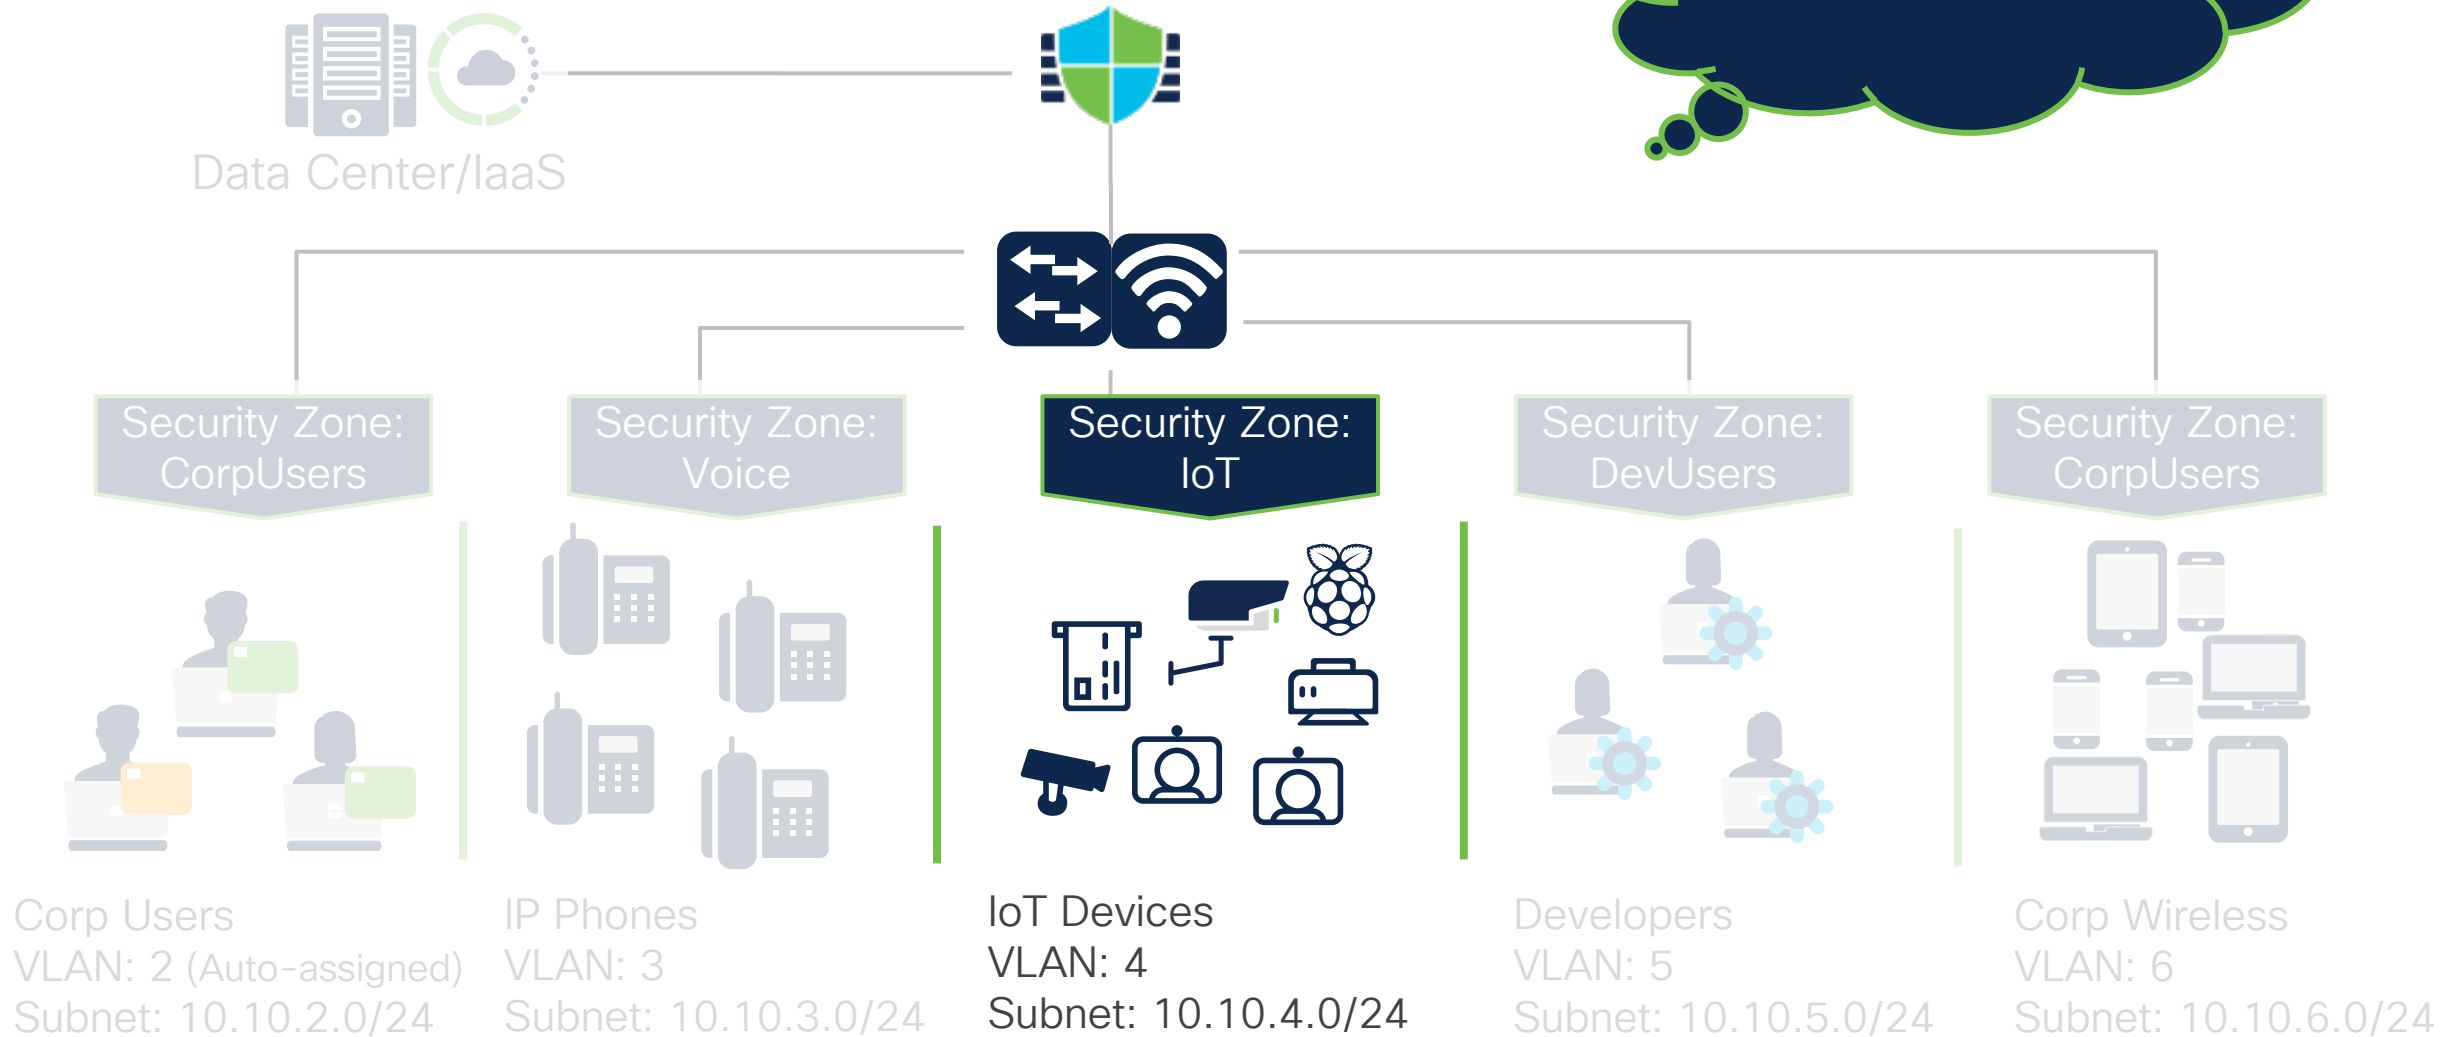 Data Center/IaaS
Security Zone:
CorpUsers
Security Zone:
Voice
Security Zone:
IoT
Security Zone:
DevUsers
Security Zone:
CorpUsers
Corp Users
VLAN: 2 (Auto-assigned)
Subnet: 10.10.2.0/24
IP Phones
VLAN: 3
Subnet: 10.10.3.0/24
IoT Devices
VLAN: 4
Subnet: 10.10.4.0/24
Developers
VLAN: 5
Subnet: 10.10.5.0/24
Corp Wireless
VLAN: 6
Subnet: 10.10.6.0/24